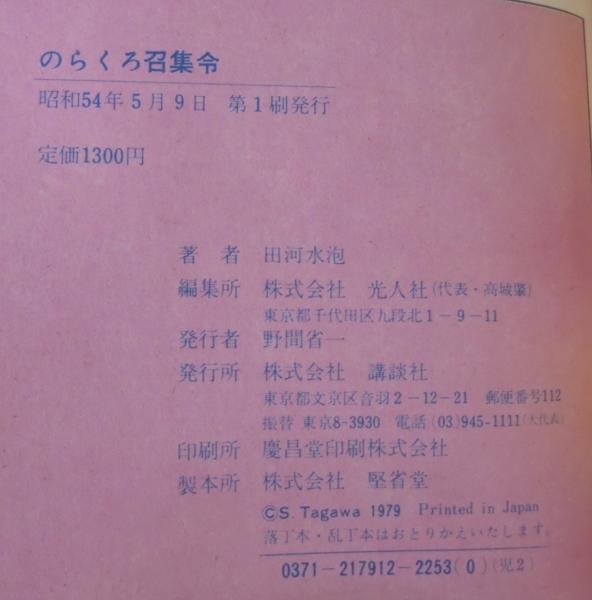 のらくろ召集令
昭和54年5月9日 第1刷発行
定価1300円
著者 田河水泡
編集所 株式会社 光人社(代表・高城肇)
東京都千代田区九段北1-9-11
発行者 野間省一
発行所 株式会社 講談社
東京都文京区音羽2-12-21 郵便番号112
振替 東京8-3930 電話(03)945-1111(大代表)
印刷所 慶昌堂印刷株式会社
製本所 株式会社 堅省堂
©S. Tagawa 1979 Printed in Japan
落丁本・乱丁本はおとりかえいたします。
0371-217912-2253(0)(児2)